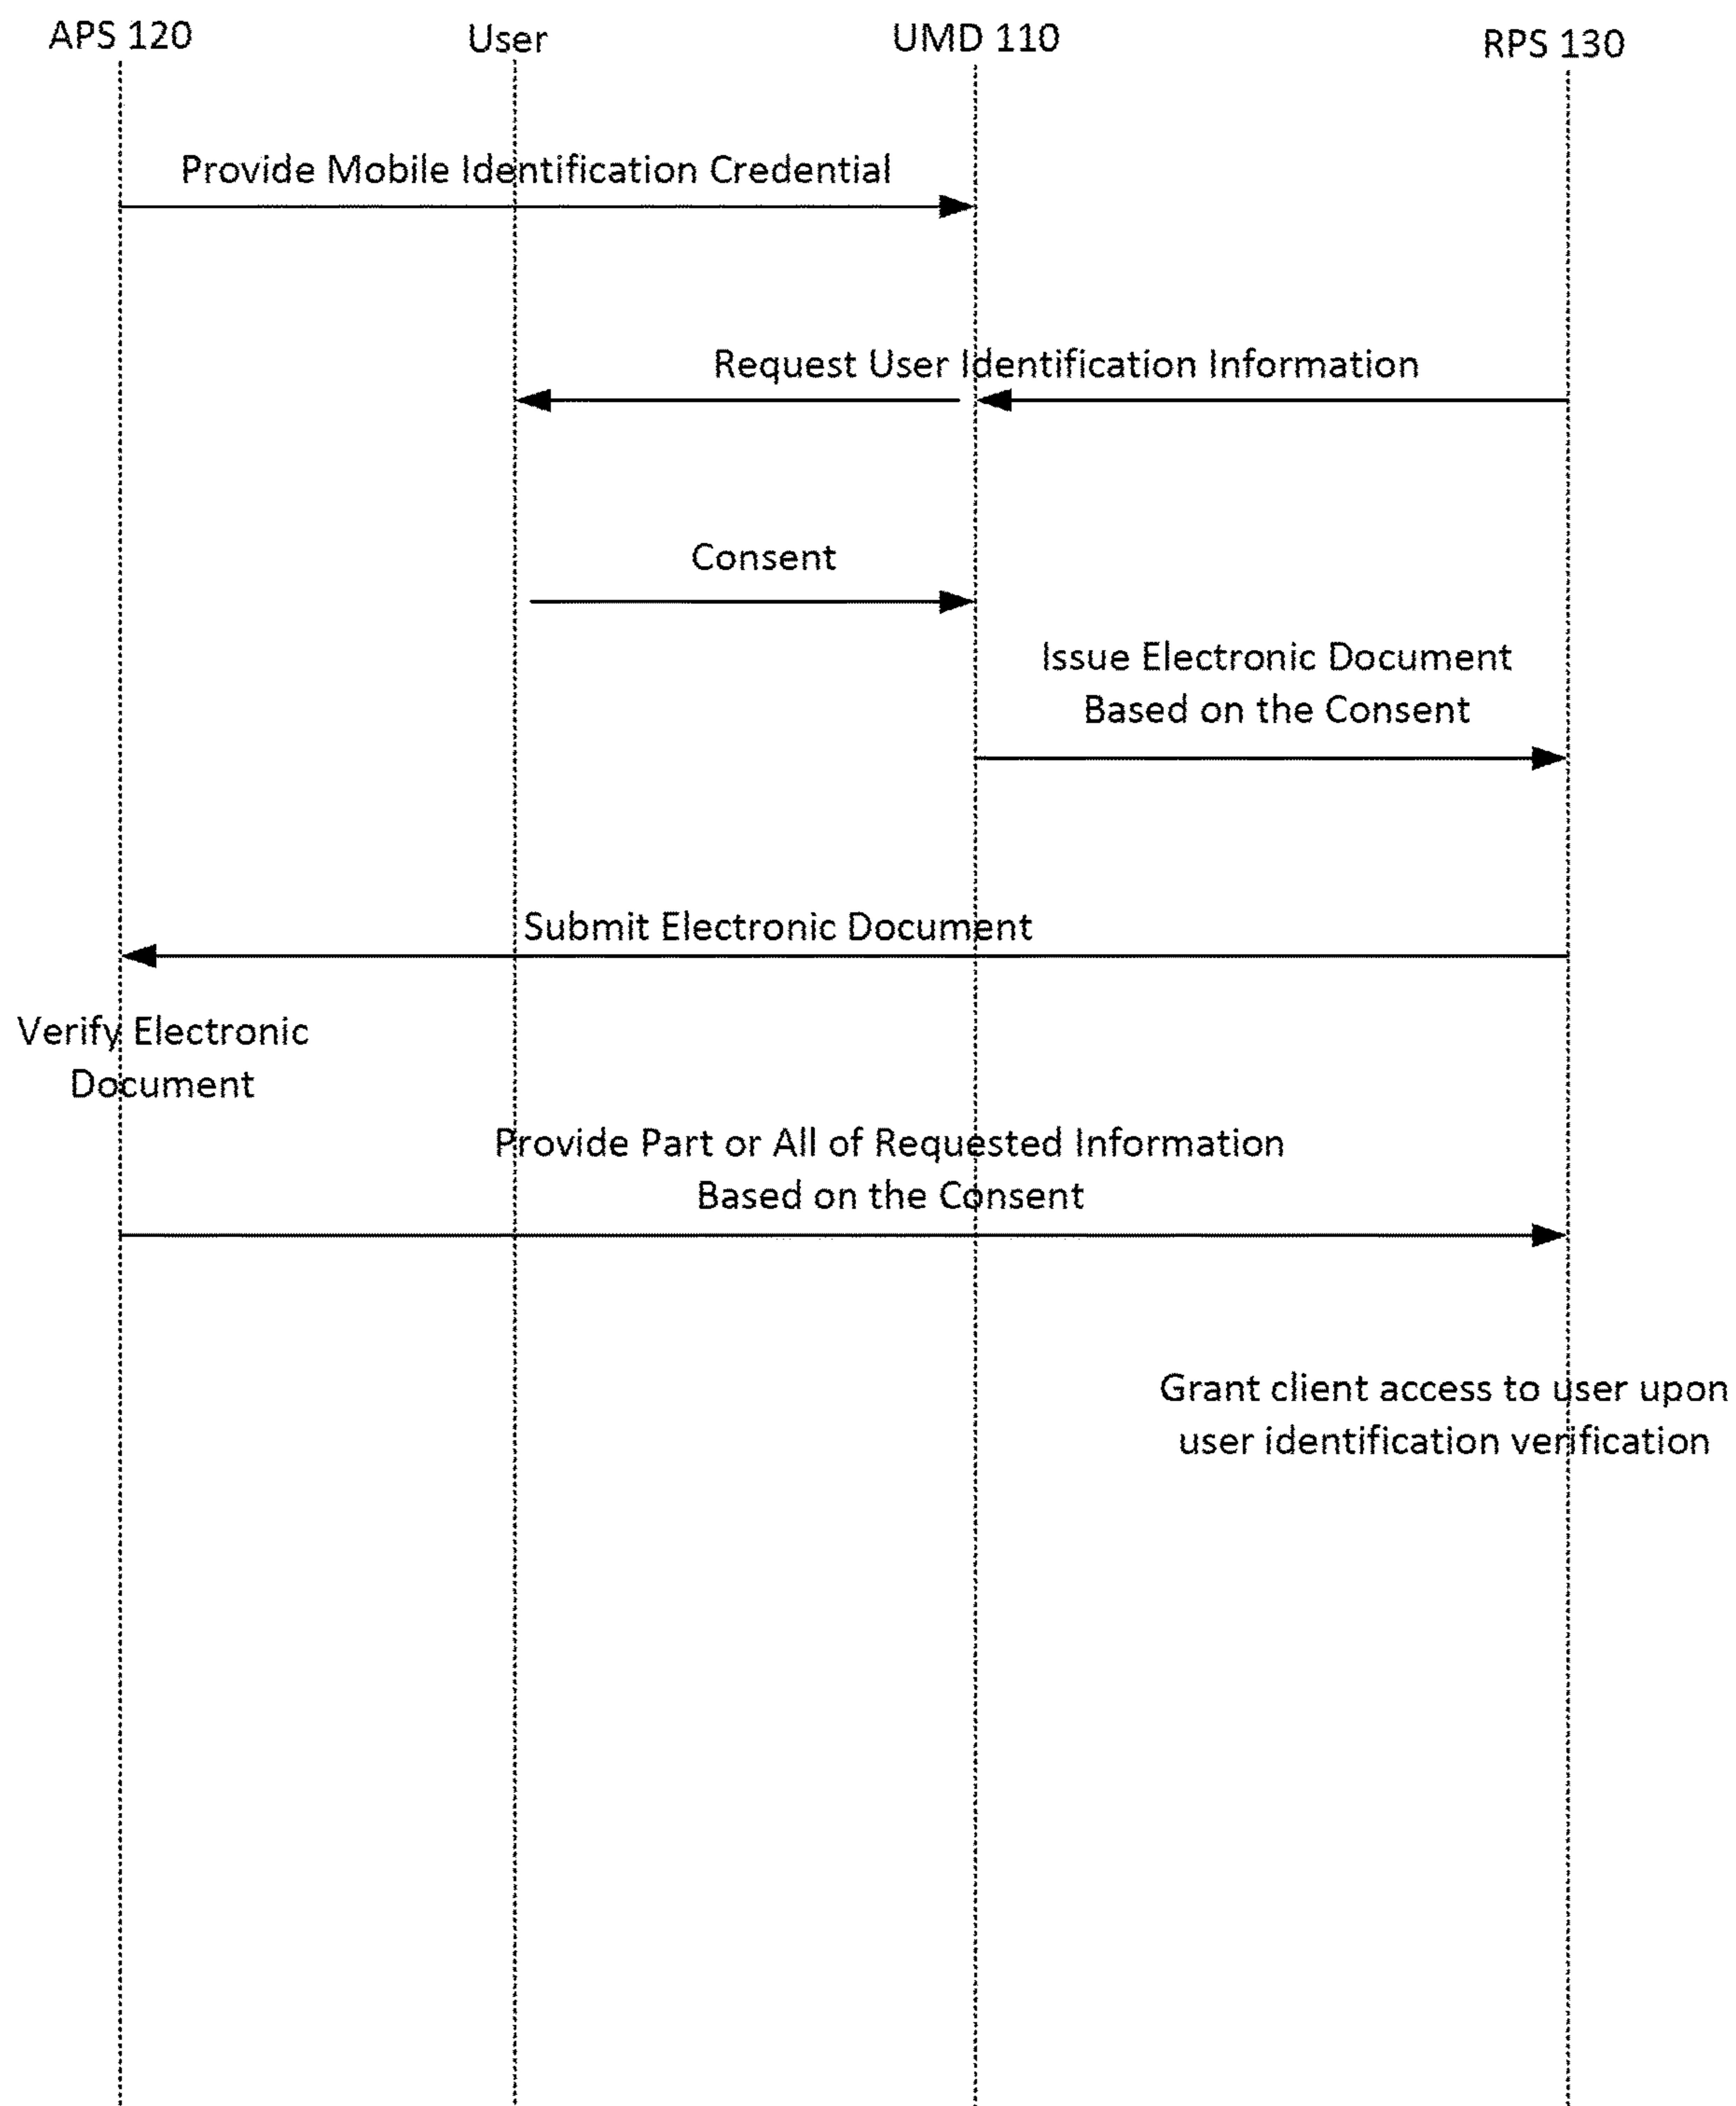 APS 120
User
UMD 110
RPS 130
Provide Mobile Identification Credential
Request User Identification Information
Consent
Issue Electronic Document
Based on the Consent
Submit Electronic Document
Verify Electronic
Document
Provide Part or All of Requested Information
Based on the Consent
Grant client access to user upon
user identification verification